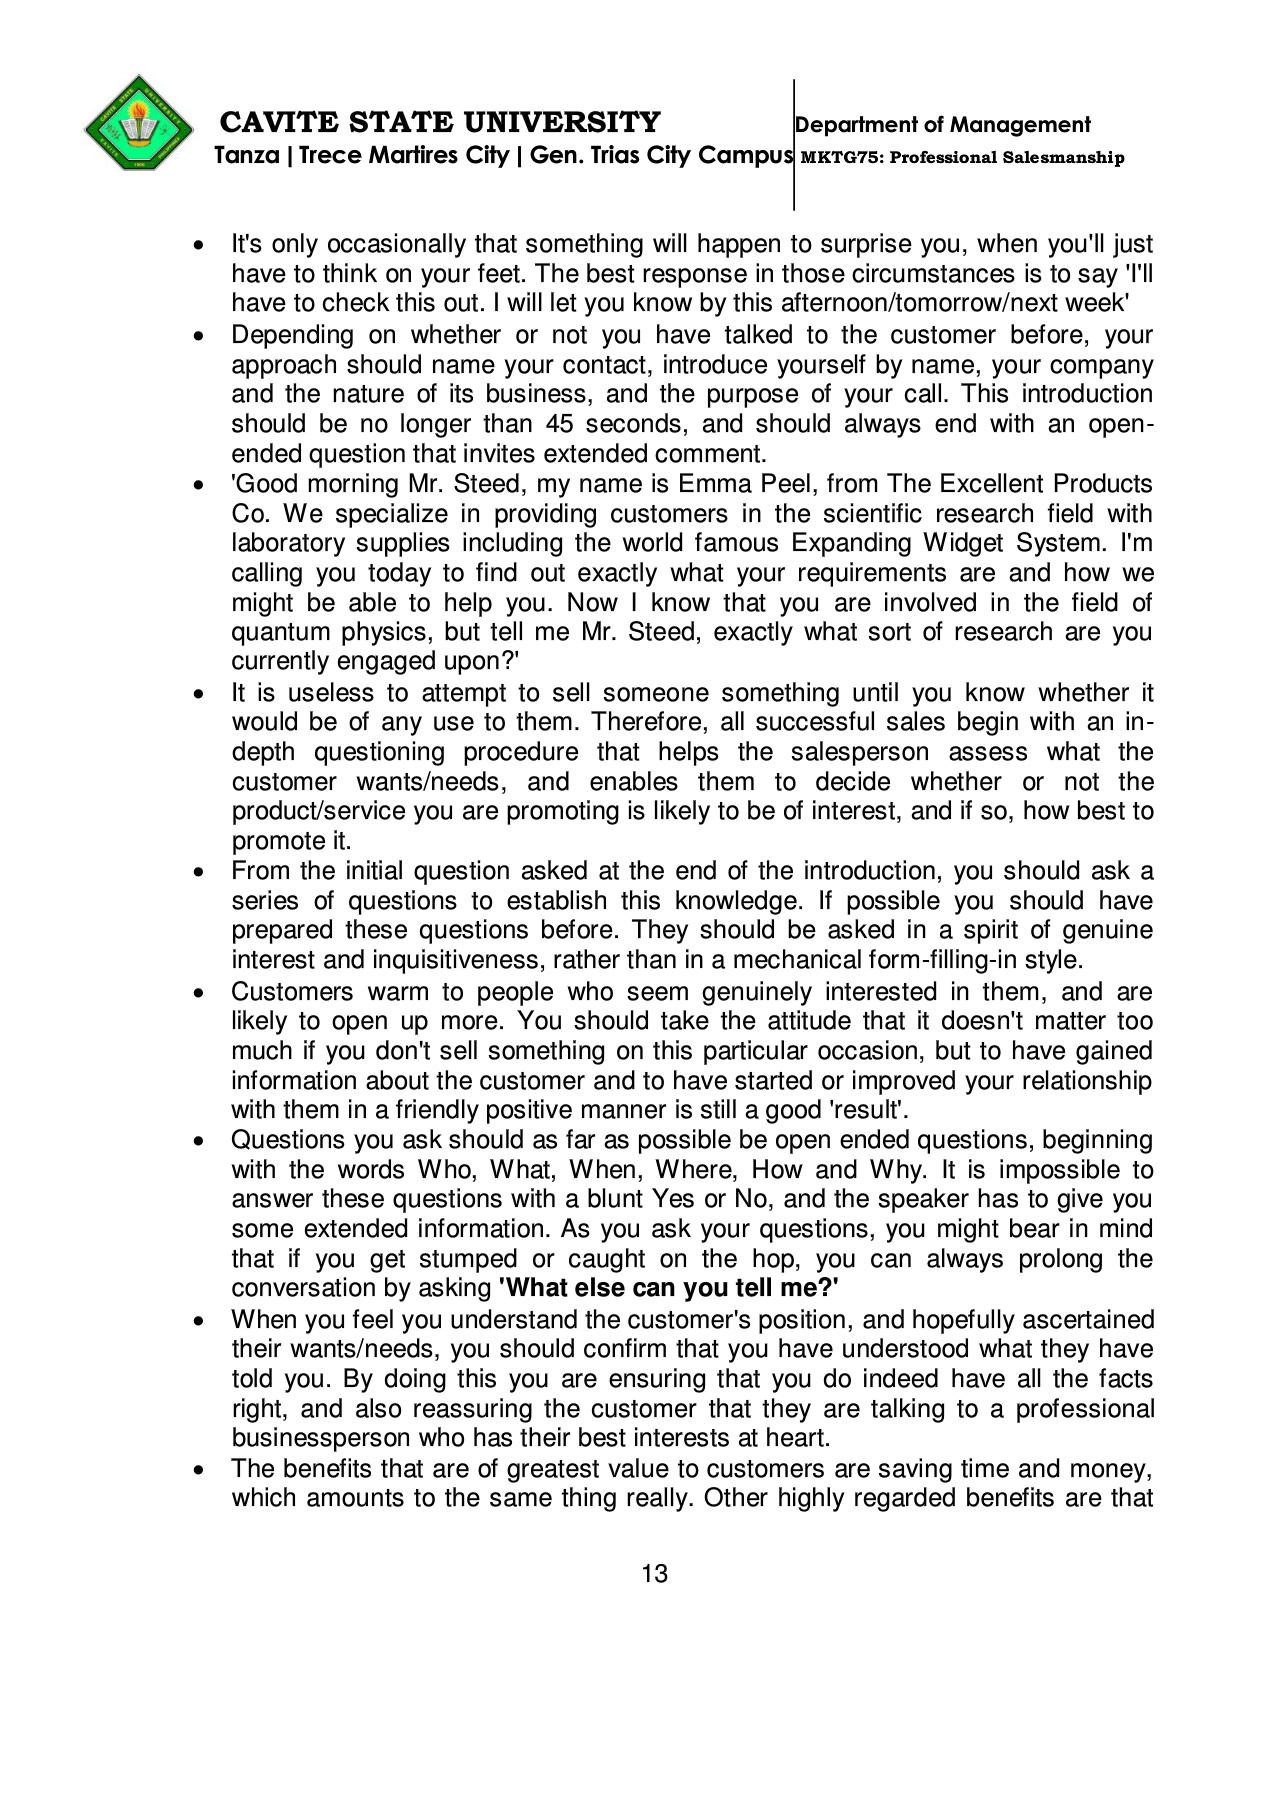 CAVITE STATE UNIVERSITY
Department of Management
Tanza | Trece Martires City | Gen. Trias City Campus
MKTG75: Professional Salesmanship
• It's only occasionally that something will happen to surprise you, when you'll just
have to think on your feet. The best response in those circumstances is to say 'I'll
have to check this out. I will let you know by this afternoon/tomorrow/next week'
• Depending on whether or not you have talked to the customer before, your
approach should name your contact, introduce yourself by name, your company
and the nature of its business, and the purpose of your call. This introduction
should be no longer than 45 seconds, and should always end with an open-
ended question that invites extended comment.
• 'Good morning Mr. Steed, my name is Emma Peel, from The Excellent Products
Co. We specialize in providing customers in the scientific research field with
laboratory supplies including the world famous Expanding Widget System. I'm
calling you today to find out exactly what your requirements are and how we
might be able to help you. Now I know that you are involved in the field of
quantum physics, but tell me Mr. Steed, exactly what sort of research are you
currently engaged upon?'
• It is useless to attempt to sell someone something until you know whether it
would be of any use to them. Therefore, all successful sales begin with an in-
depth questioning procedure that helps the salesperson assess what the
customer wants/needs, and enables them to decide whether or not the
product/service you are promoting is likely to be of interest, and if so, how best to
promote it.
• From the initial question asked at the end of the introduction, you should ask a
series of questions to establish this knowledge. If possible you should have
prepared these questions before. They should be asked in a spirit of genuine
interest and inquisitiveness, rather than in a mechanical form-filling-in style.
• Customers warm to people who seem genuinely interested in them, and are
likely to open up more. You should take the attitude that it doesn't matter too
much if you don't sell something on this particular occasion, but to have gained
information about the customer and to have started or improved your relationship
with them in a friendly positive manner is still a good 'result'.
• Questions you ask should as far as possible be open ended questions, beginning
with the words Who, What, When, Where, How and Why. It is impossible to
answer these questions with a blunt Yes or No, and the speaker has to give you
some extended information. As you ask your questions, you might bear in mind
that if you get stumped or caught on the hop, you can always prolong the
conversation by asking 'What else can you tell me?'
• When you feel you understand the customer's position, and hopefully ascertained
their wants/needs, you should confirm that you have understood what they have
told you. By doing this you are ensuring that you do indeed have all the facts
right, and also reassuring the customer that they are talking to a professional
businessperson who has their best interests at heart.
• The benefits that are of greatest value to customers are saving time and money,
which amounts to the same thing really. Other highly regarded benefits are that
13